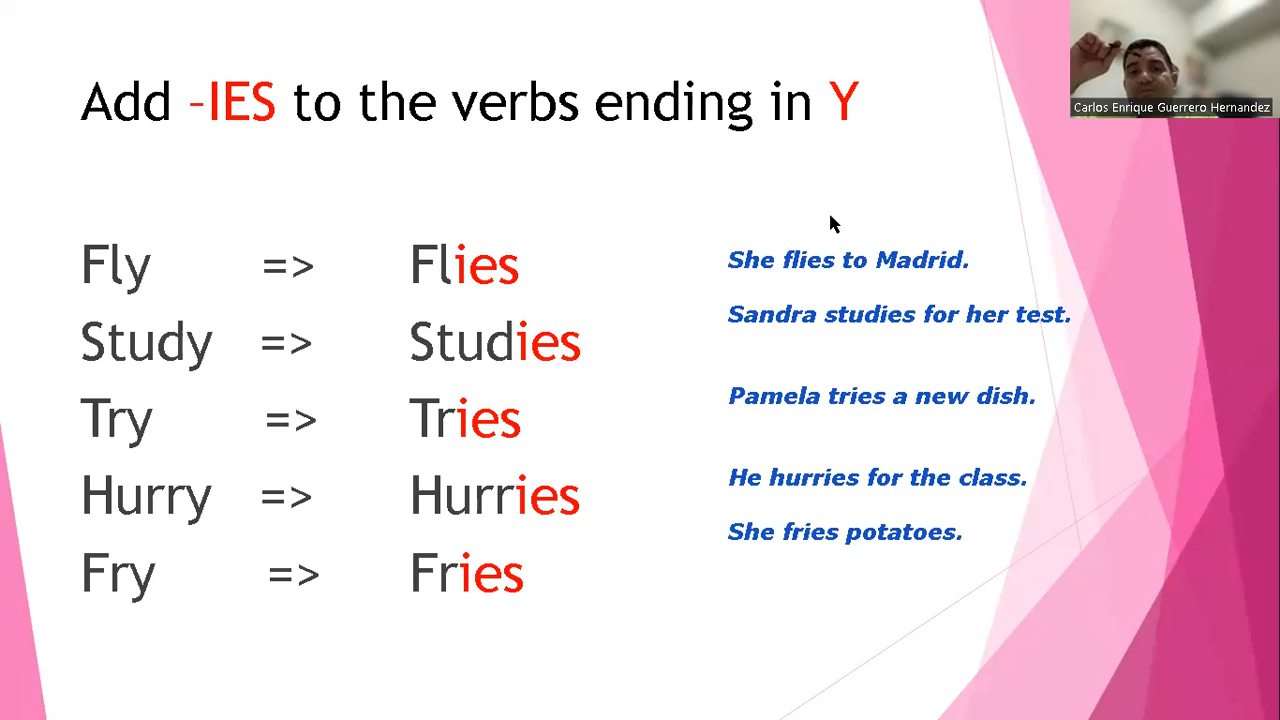 Add –IES to the verbs ending in Y
Carlos Enrique Guerrero Hernandez
Fly => Flies
She flies to Madrid.
Study => Studies
Sandra studies for her test.
Try => Tries
Pamela tries a new dish.
Hurry => Hurries
He hurries for the class.
Fry => Fries
She fries potatoes.